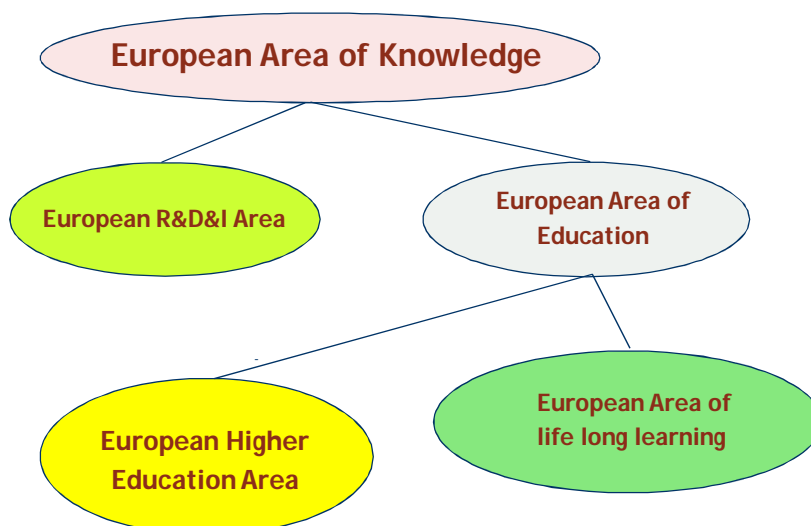 European Area of Knowledge
European R&D&I Area
European Area of
Education
European Higher
Education Area
European Area of
life long learning